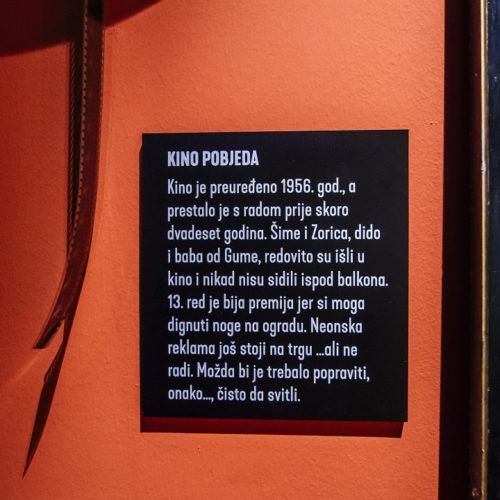 KINO POBJEDA
Kino je preuređeno 1956. god., a
prestalo je s radom prije skoro
dvadeset godina. Šime i Zorica, dido
i baba od Gume, redovito su išli u
kino i nikad nisu sidili ispod balkona.
13. red je bija premija jer si moga
dignuti noge na ogradu. Neonska
reklama još stoji na trgu ...ali ne
radi. Možda bi je trebalo popraviti,
onako..., čisto da svitli.